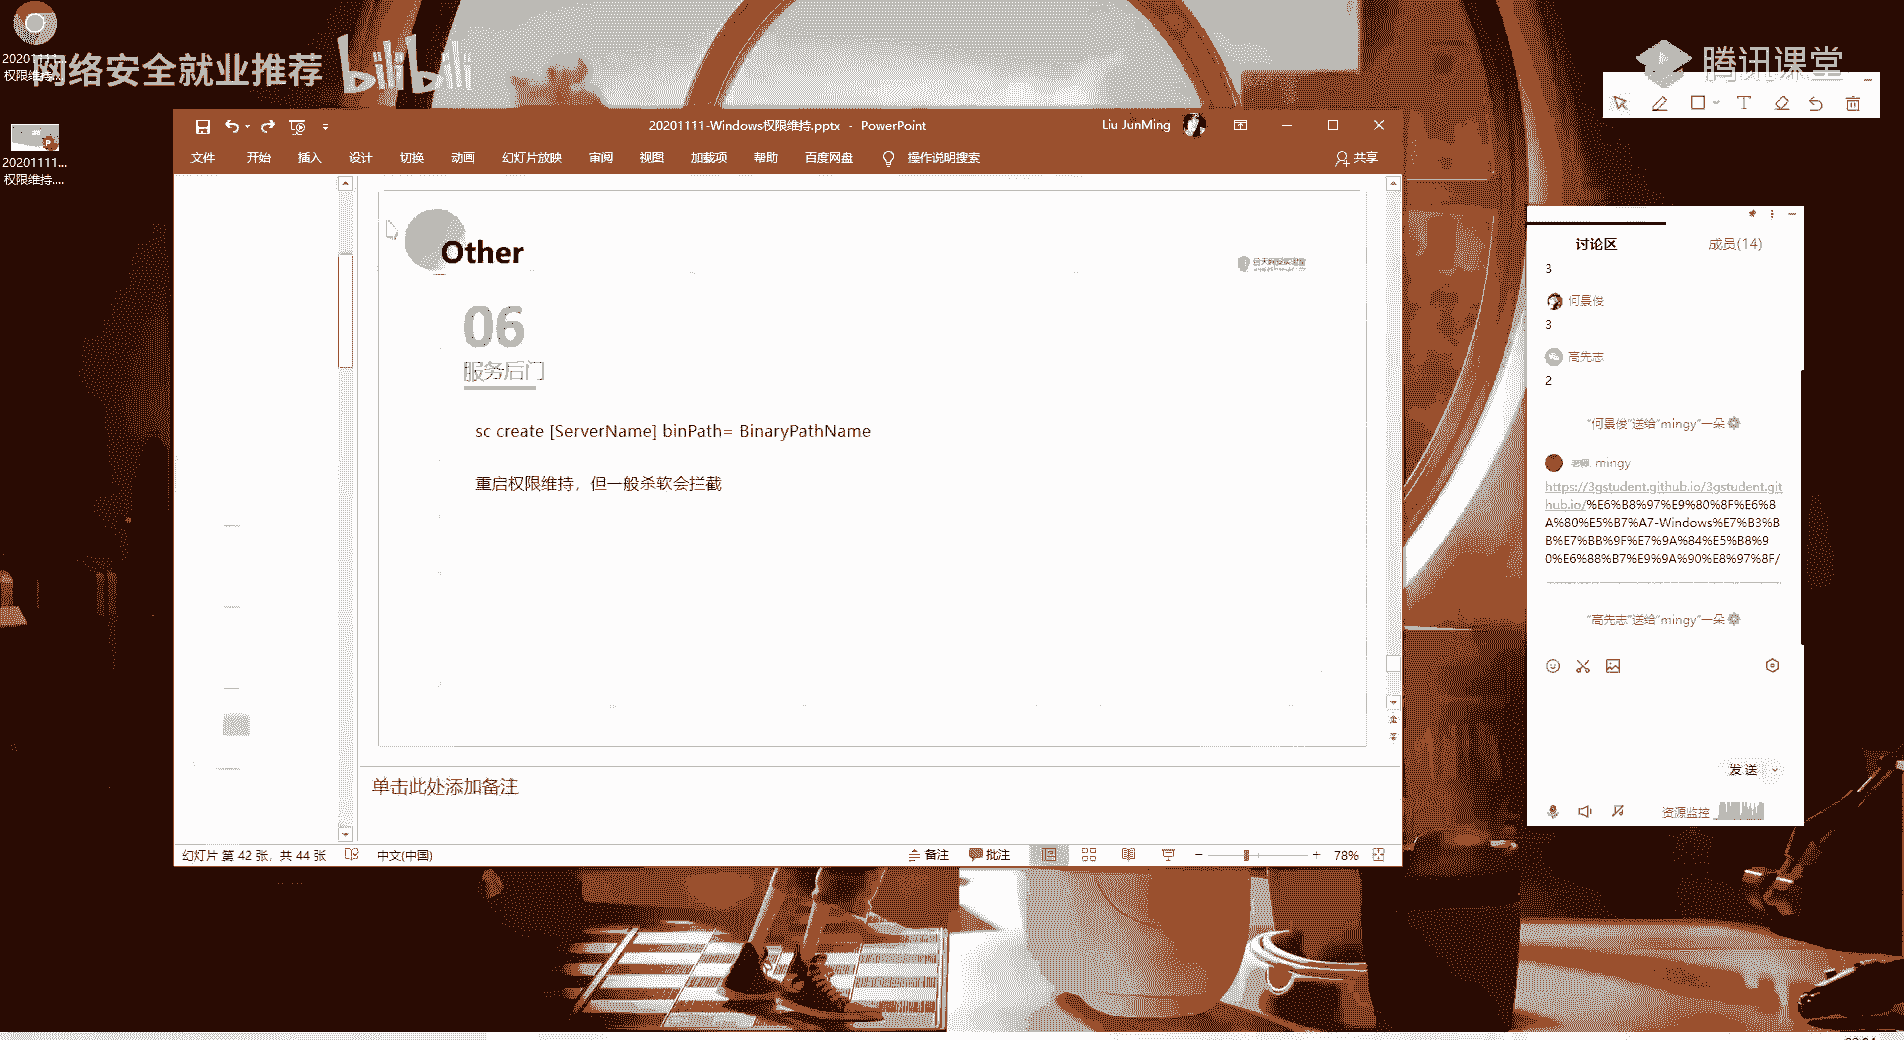 20201111...
权限维持...
网络安全就业推荐
bilibili
腾讯课堂
20201111...
权限维持....
20201111-Windows权限维持.pptx - PowerPoint
Liu JunMing
文件 开始 插入 设计 切换 动画 幻灯片放映 审阅 视图 加载项 帮助 百度网盘 操作说明搜索
共享
Other
06
服务后门
sc create [ServerName] binPath= BinaryPathName
重启权限维持，但一般杀软会拦截
单击此处添加备注
幻灯片 第 42 张，共 44 张 中文(中国)
备注 批注 78%
讨论区 成员(14)
3
何景俊
3
高先志
2
“何景俊”送给“mingy”一朵
老师 mingy
https://3gstudent.github.io/3gstudent.git
hub.io/%E6%B8%97%E9%80%8F%E6%8
A%80%E5%B7%A7-Windows%E7%B3%B
B%E7%BB%9F%E7%9A%84%E5%B8%9
0%E6%88%B7%E9%9A%90%E8%97%8F/
“高先志”送给“mingy”一朵
发送
资源监控